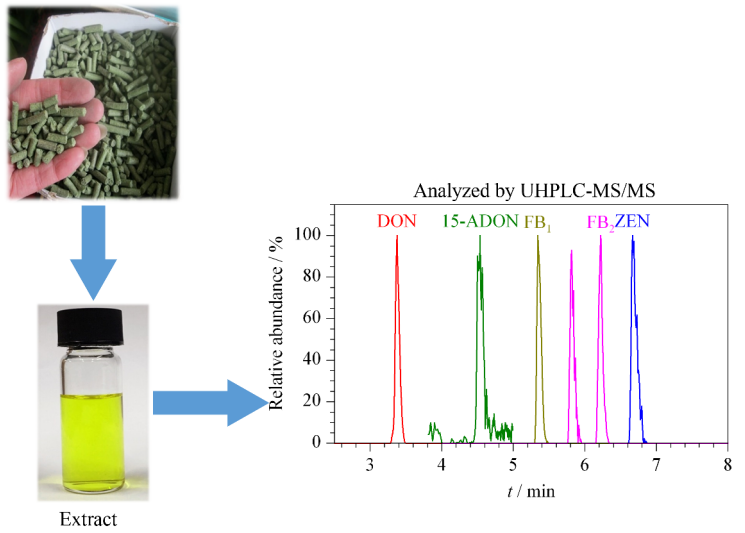 Analyzed by UHPLC-MS/MS
DON 15-ADON FB₁ FB₂ ZEN
Relative abundance / %
100
80
60
40
20
0
3 4 5 6 7 8
t / min
Extract